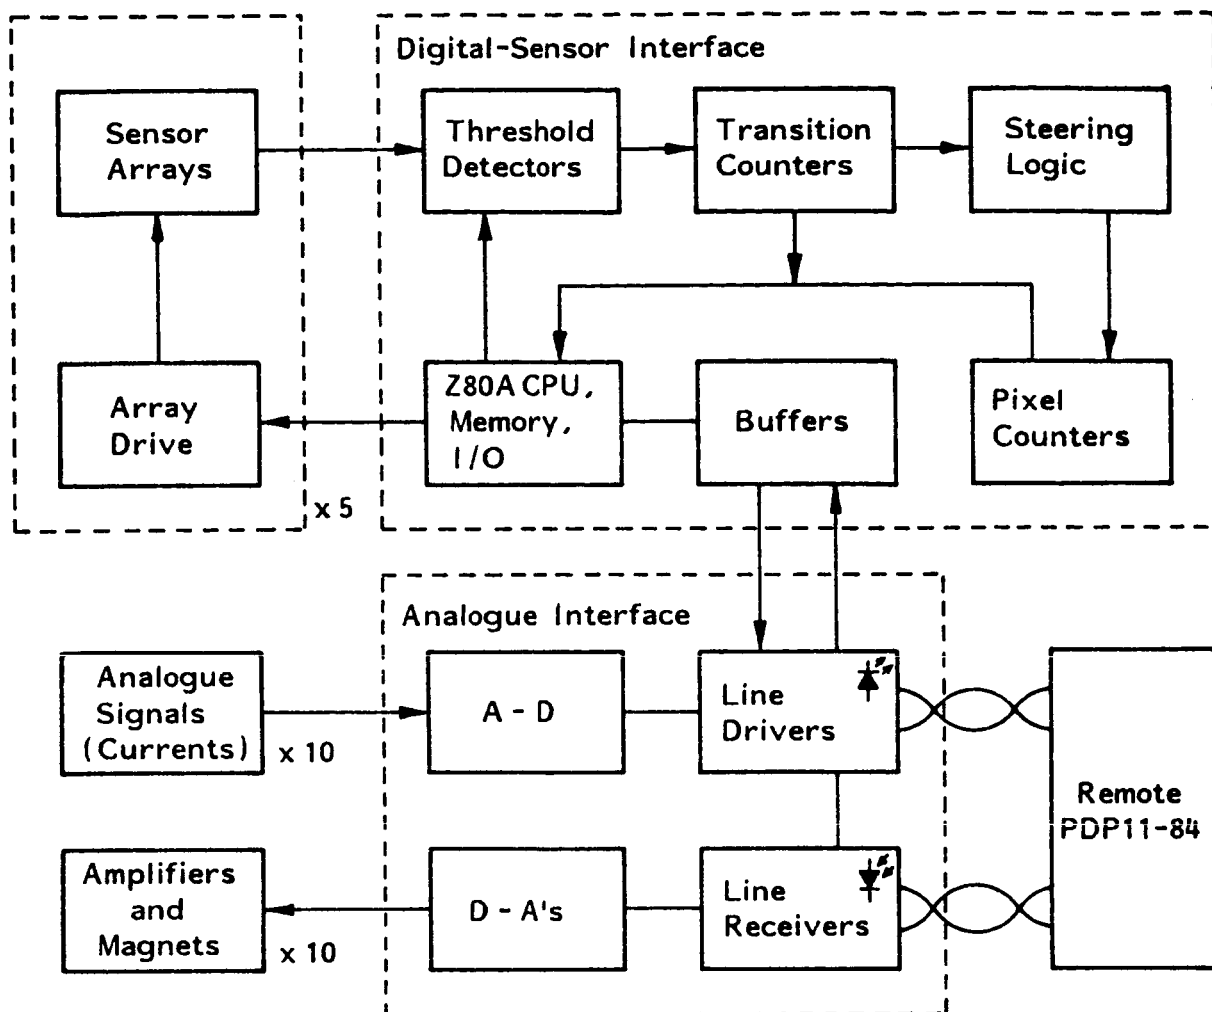 Digital-Sensor Interface
Sensor
Arrays
Threshold
Detectors
Transition
Counters
Steering
Logic
Array
Drive
Z80A CPU,
Memory,
I/O
Buffers
Pixel
Counters
x 5
Analogue Interface
Analogue
Signals
(Currents)
x 10
A - D
Line
Drivers
Remote
PDP11-84
Amplifiers
and
Magnets
x 10
D - A's
Line
Receivers